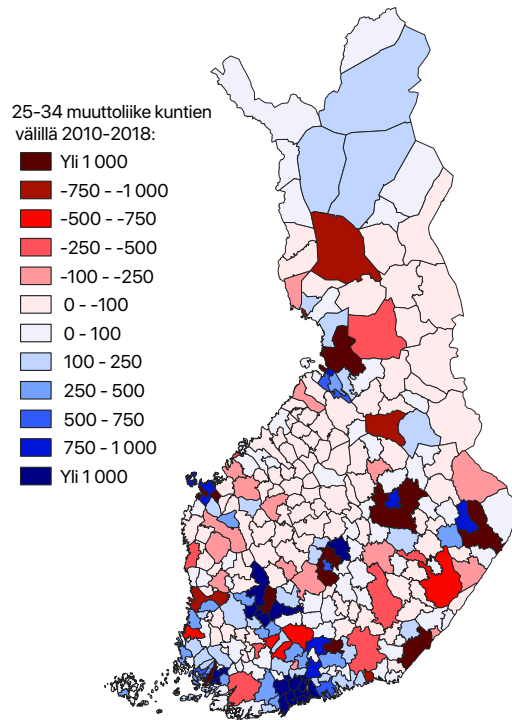 25-34 muuttoliike kuntien
välillä 2010-2018:
Yli 1 000
-750 - -1 000
-500 - -750
-250 - -500
-100 - -250
0 - -100
0 - 100
100 - 250
250 - 500
500 - 750
750 - 1 000
Yli 1 000